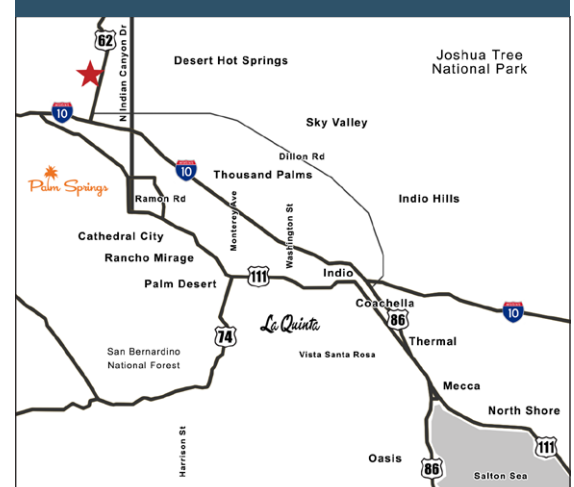 62
N Indian Canyon Dr
Desert Hot Springs
Joshua Tree
National Park
10
Sky Valley
Dillon Rd
10
Thousand Palms
Palm Springs
Ramon Rd
Monterey Ave
Washington St
Indio Hills
Cathedral City
Rancho Mirage
Palm Desert
111
Indio
Coachella
10
86
74
La Quinta
Thermal
San Bernardino
National Forest
Vista Santa Rosa
Mecca
North Shore
Harrison St
111
Oasis
86
Salton Sea